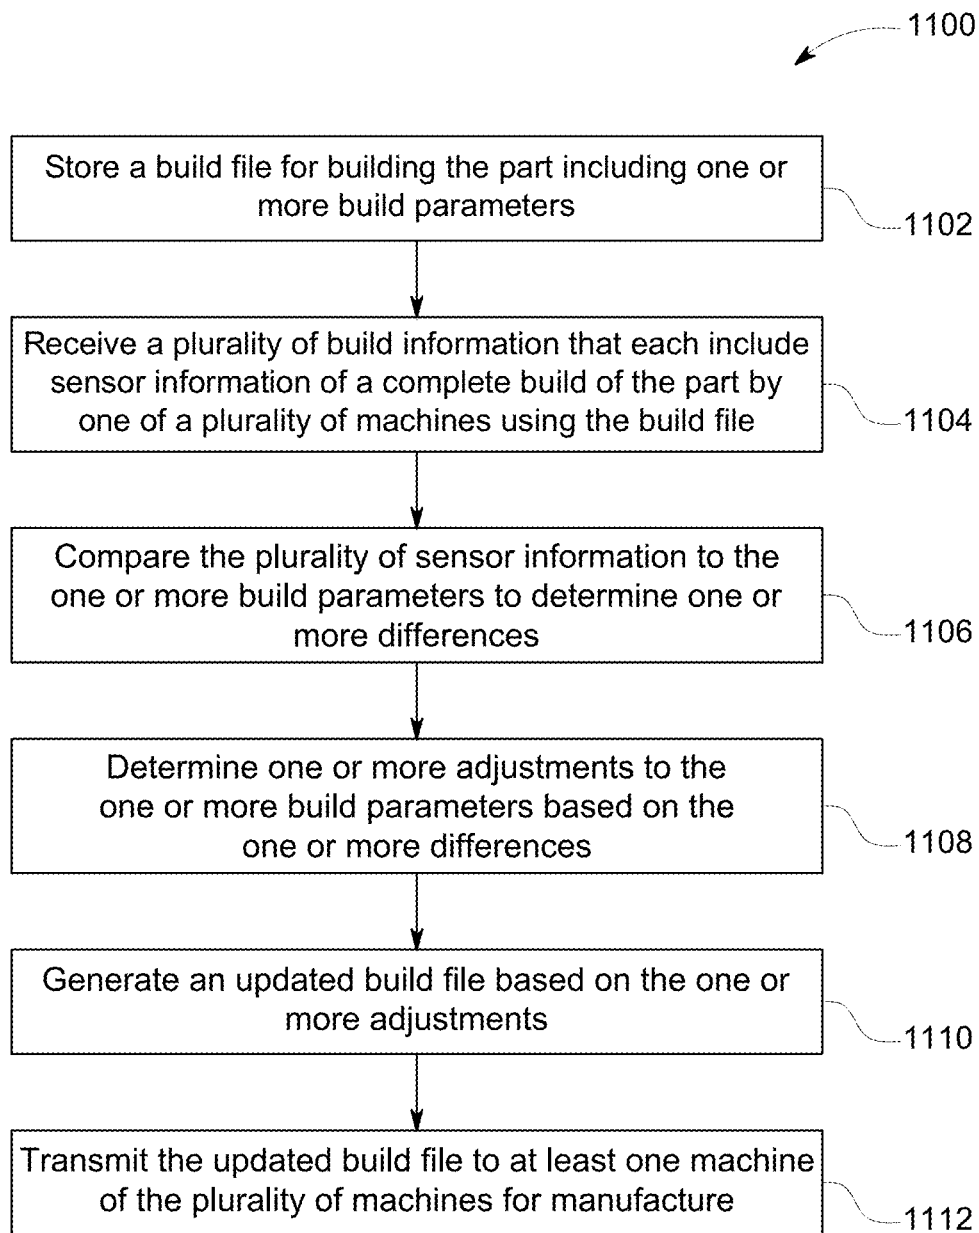 1100
Store a build file for building the part including one or
more build parameters
1102
Receive a plurality of build information that each include
sensor information of a complete build of the part by
one of a plurality of machines using the build file
1104
Compare the plurality of sensor information to the
one or more build parameters to determine one or
more differences
1106
Determine one or more adjustments to the
one or more build parameters based on the
one or more differences
1108
Generate an updated build file based on the one or
more adjustments
1110
Transmit the updated build file to at least one machine
of the plurality of machines for manufacture
1112